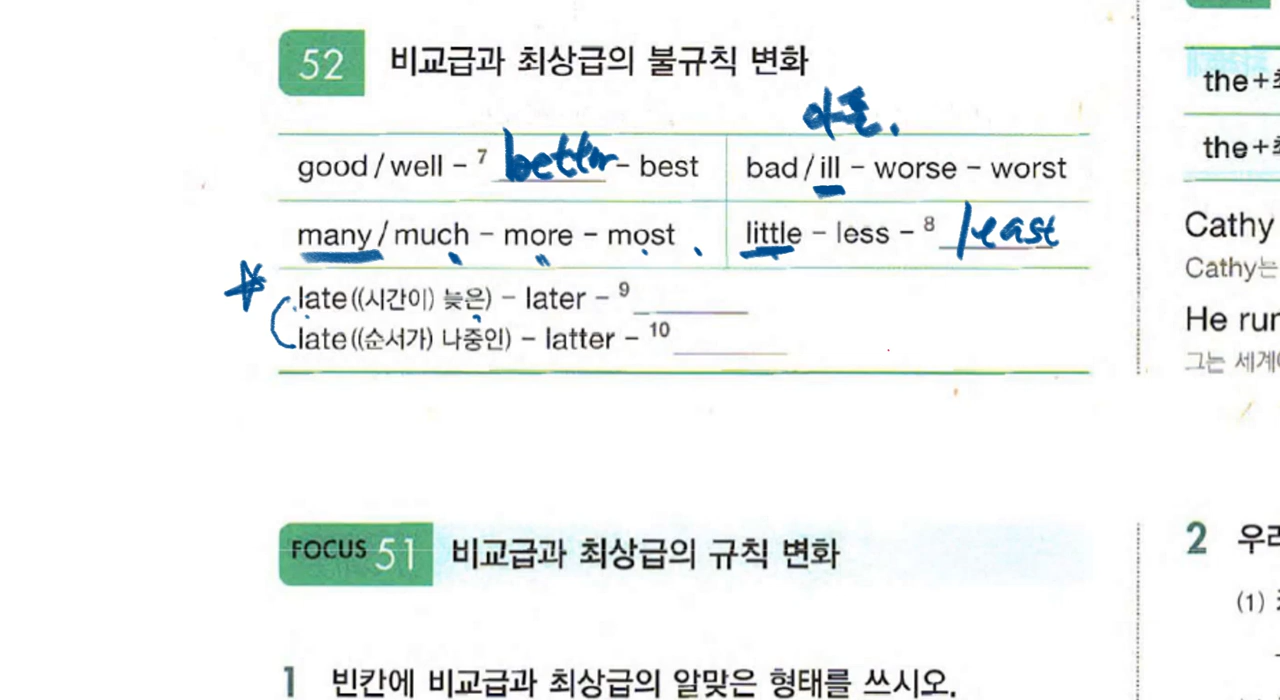 52 비교급과 최상급의 불규칙 변화
아픈.
good / well – 7 better – best
bad / ill – worse – worst
many / much – more – most
little – less – 8 least
late((시간이) 늦은) – later – 9
late((순서가) 나중인) – latter – 10
FOCUS 51 비교급과 최상급의 규칙 변화
1 빈칸에 비교급과 최상급의 알맞은 형태를 쓰시오.
the+
the+
Cathy
Cathy는
He
그는
2
(1)